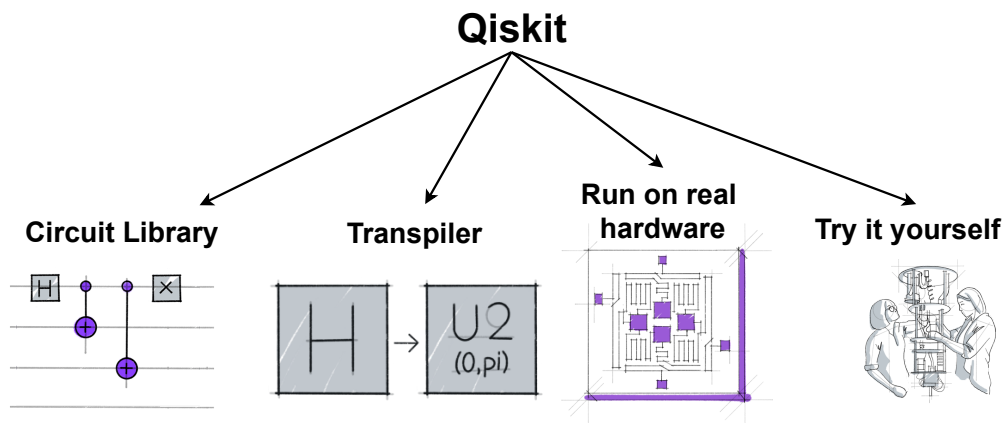 Qiskit
Circuit Library
Transpiler
Run on real
hardware
Try it yourself
H
X
H
U2
(0,pi)